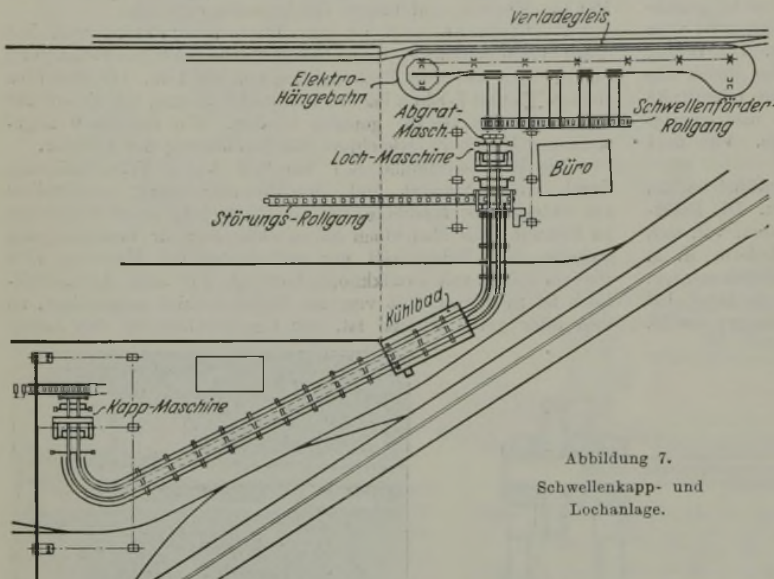 Verladegleis
Elektro-
Hängebahn
Abgrat-
Masch.
Schwellenförder-
Rollgang
Loch-Maschine
Büro
Störungs-Rollgang
Kühlbad
Kapp-Maschine
Abbildung 7.
Schwellenkapp- und
Lochanlage.